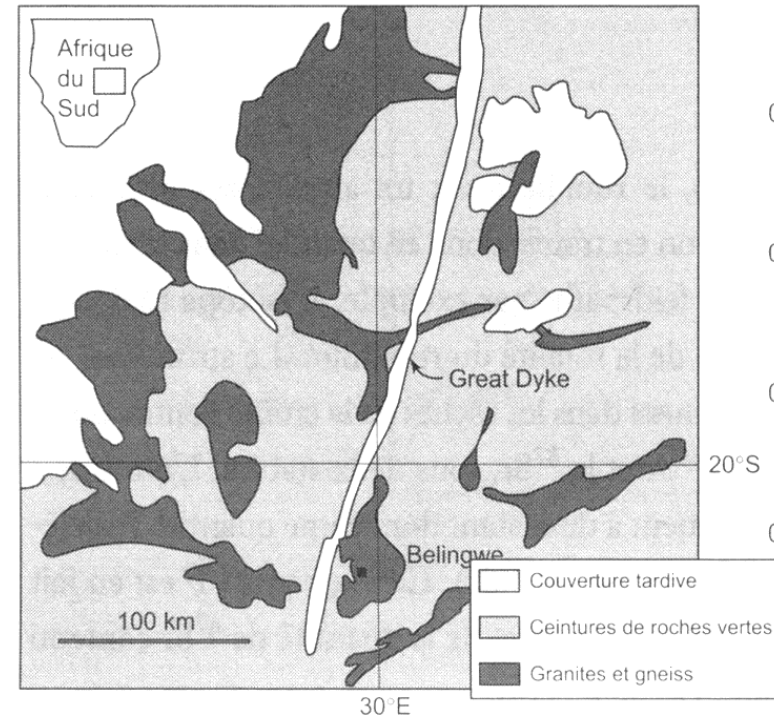 Afrique
du
Sud
Great Dyke
20°S
Belingwe
Couverture tardive
Ceintures de roches vertes
Granites et gneiss
100 km
30°E